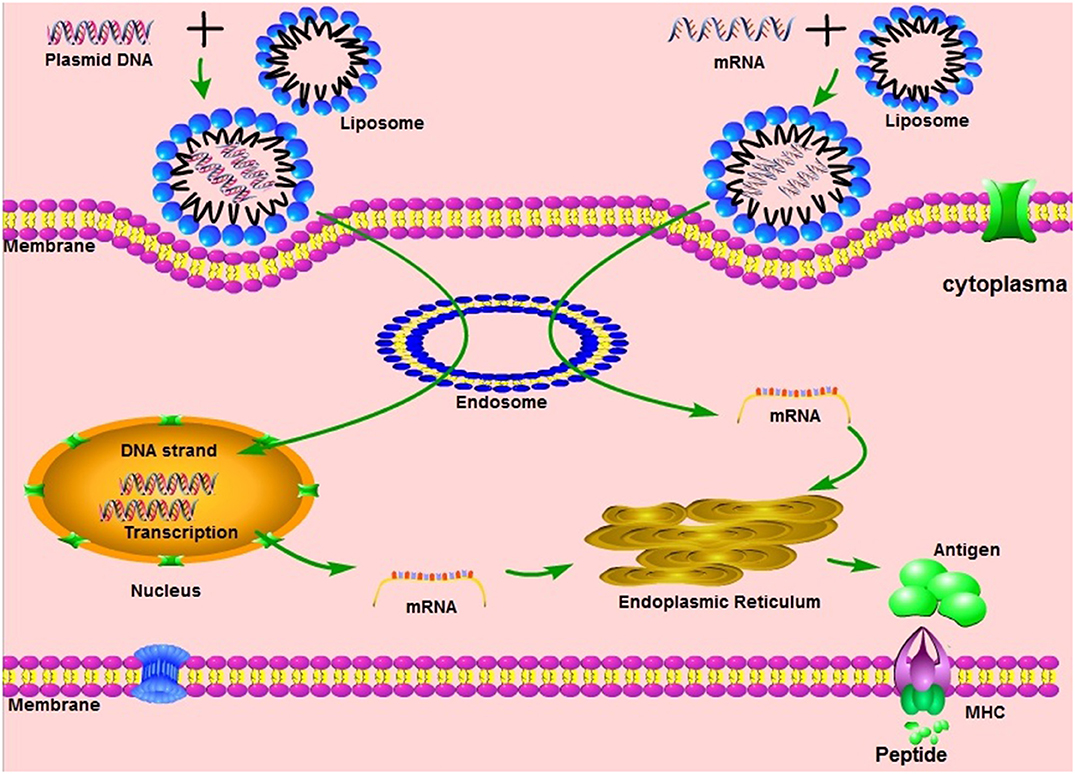 Plasmid DNA
Liposome
mRNA
Liposome
Membrane
cytoplasma
Endosome
mRNA
DNA strand
Transcription
Nucleus
mRNA
Endoplasmic Reticulum
Antigen
Membrane
MHC
Peptide